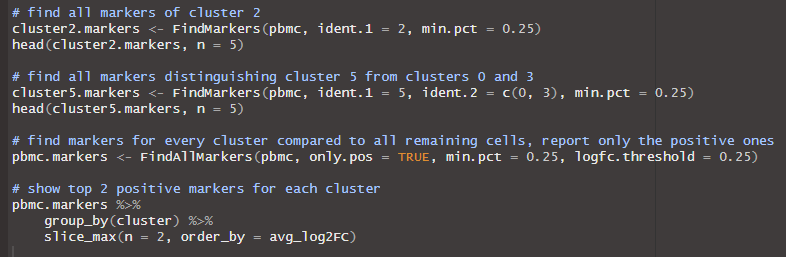 # find all markers of cluster 2
cluster2.markers <- FindMarkers(pbmc, ident.1 = 2, min.pct = 0.25)
head(cluster2.markers, n = 5)

# find all markers distinguishing cluster 5 from clusters 0 and 3
cluster5.markers <- FindMarkers(pbmc, ident.1 = 5, ident.2 = c(0, 3), min.pct = 0.25)
head(cluster5.markers, n = 5)

# find markers for every cluster compared to all remaining cells, report only the positive ones
pbmc.markers <- FindAllMarkers(pbmc, only.pos = TRUE, min.pct = 0.25, logfc.threshold = 0.25)

# show top 2 positive markers for each cluster
pbmc.markers %>%
    group_by(cluster) %>%
    slice_max(n = 2, order_by = avg_log2FC)